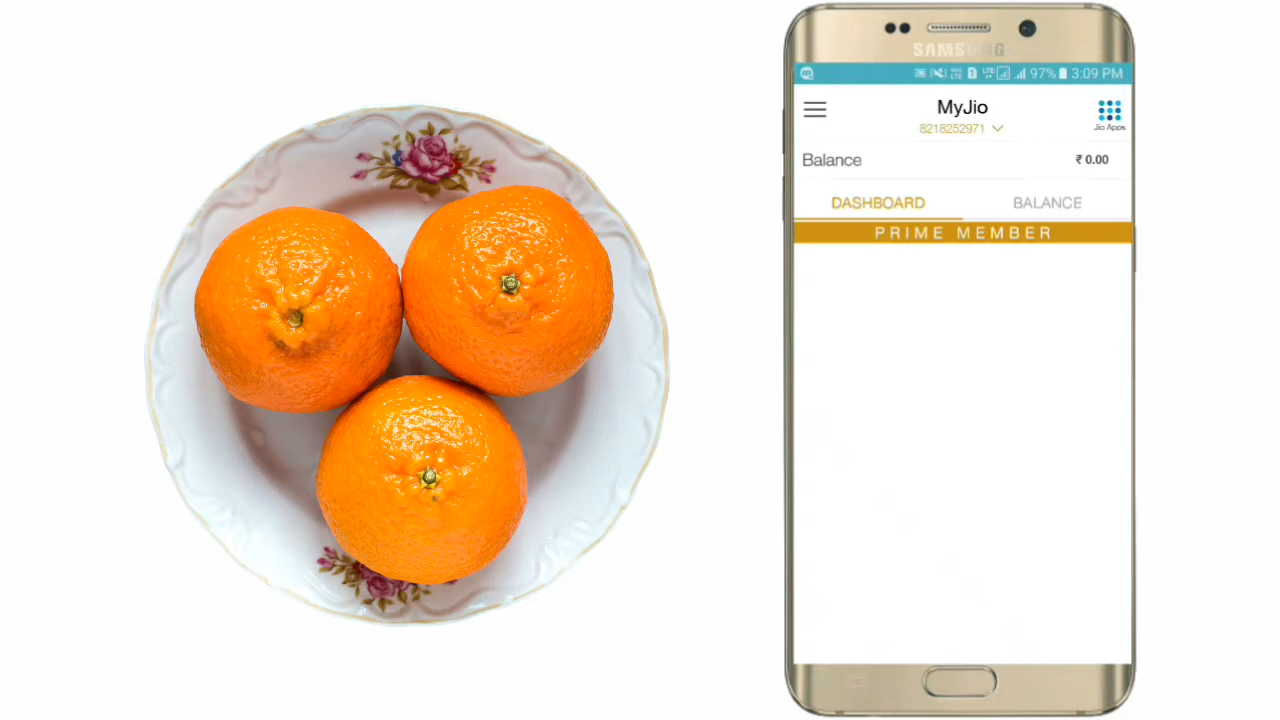 SAMSUNG
97% 3:09 PM
MyJio
8218252971
Jio Apps
Balance
₹ 0.00
DASHBOARD
BALANCE
PRIME MEMBER